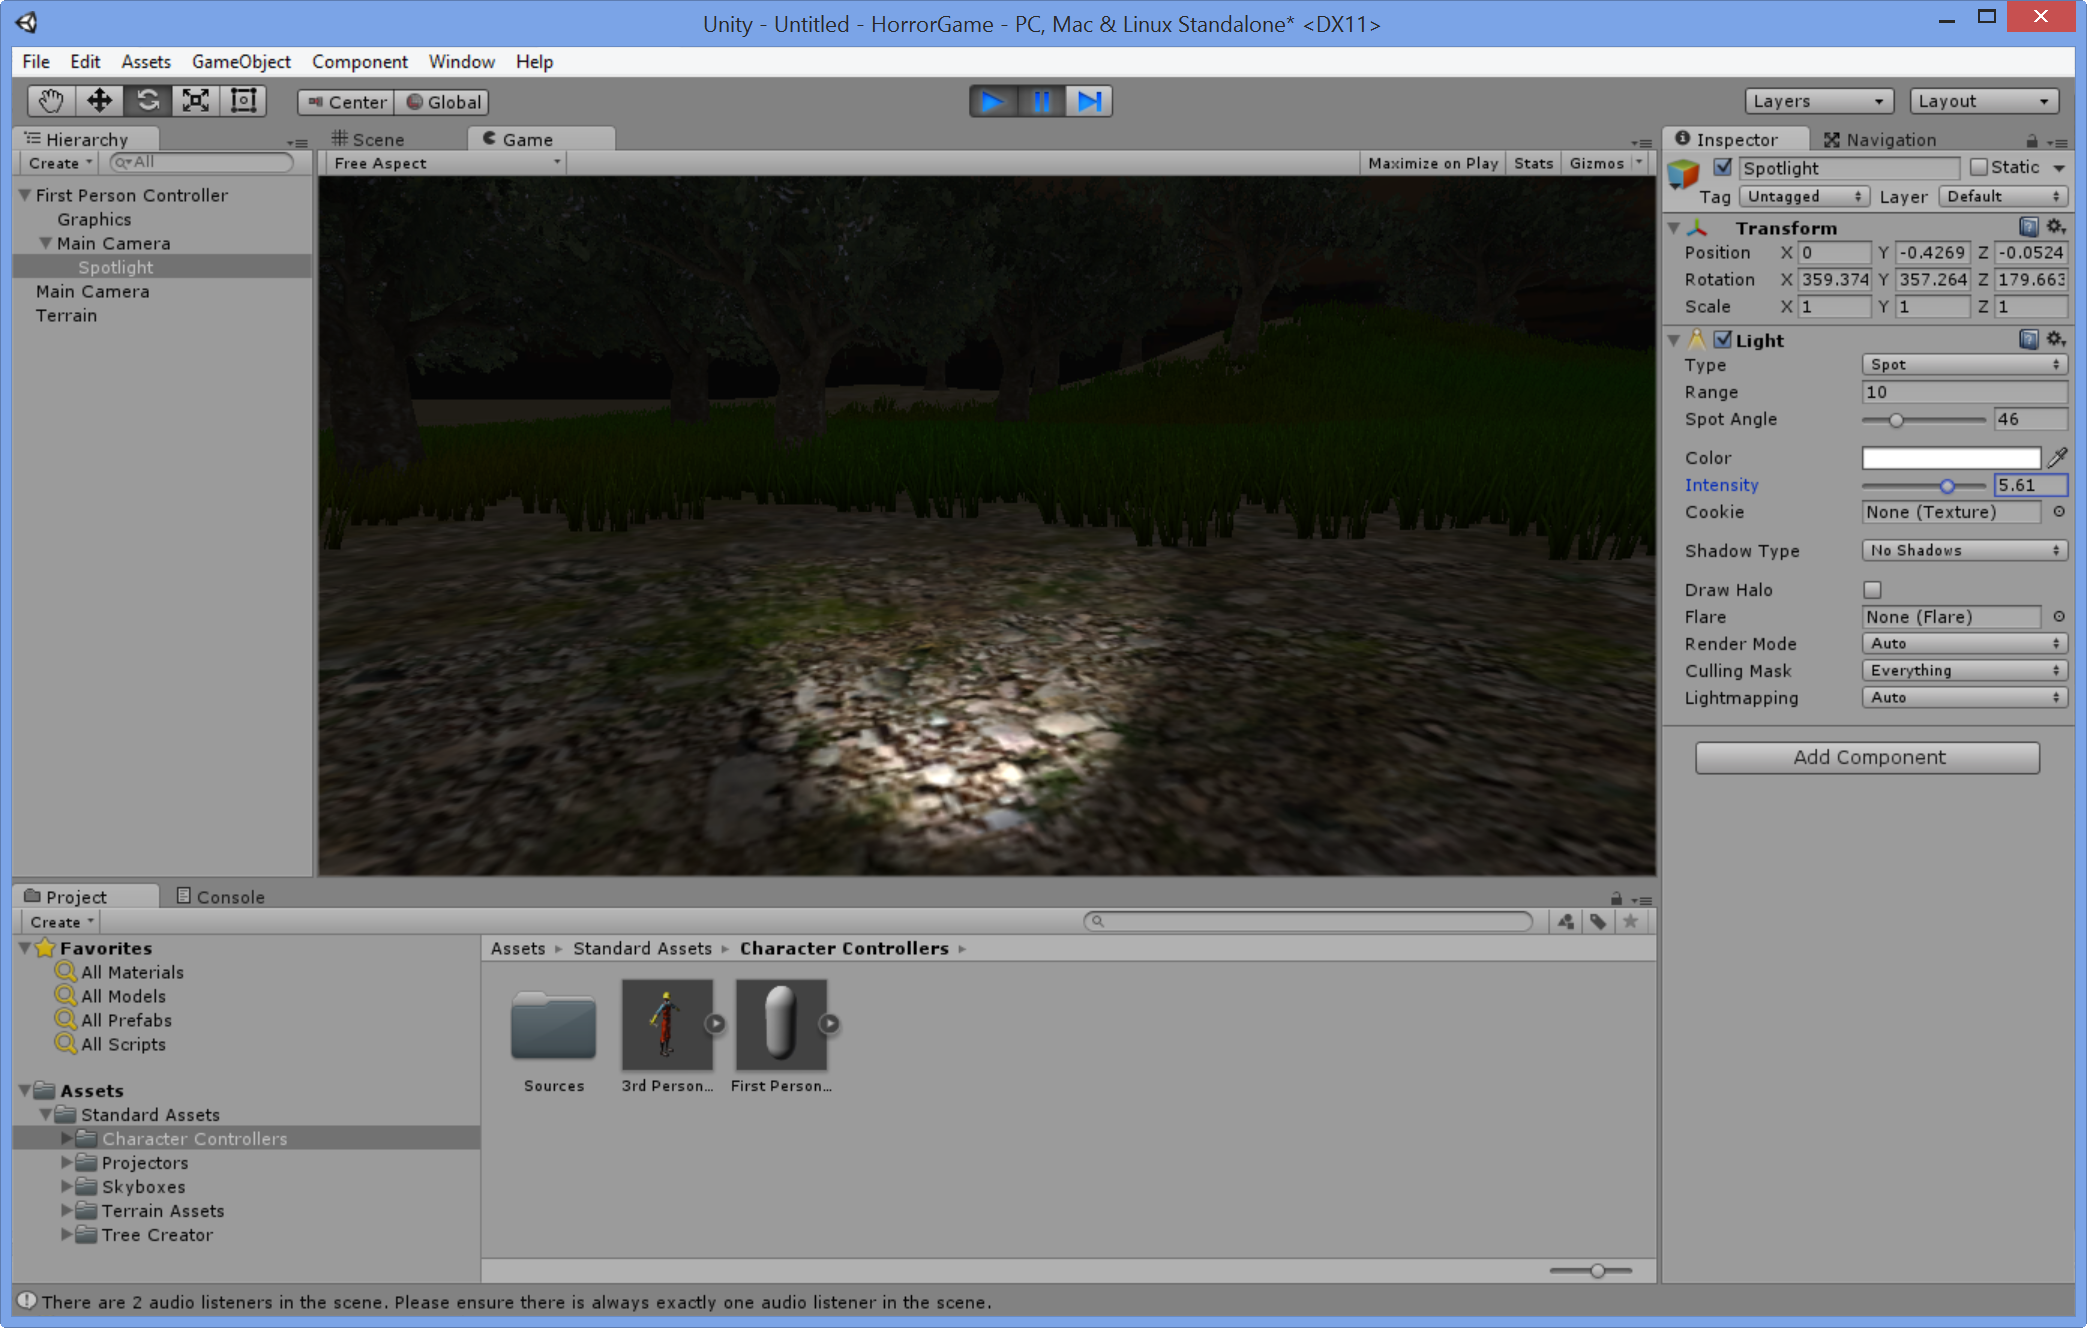 Unity - Untitled - HorrorGame - PC, Mac & Linux Standalone* <DX11>
File Edit Assets GameObject Component Window Help
Center Global Layers Layout
Hierarchy
Create All
First Person Controller
Graphics
Main Camera
Spotlight
Main Camera
Terrain
Scene Game
Free Aspect Maximize on Play Stats Gizmos
Inspector Navigation
Spotlight Static
Tag Untagged Layer Default
Transform
Position X 0 Y -0.4269 Z -0.0524
Rotation X 359.374 Y 357.264 Z 179.663
Scale X 1 Y 1 Z 1
Light
Type Spot
Range 10
Spot Angle 46
Color
Intensity 5.61
Cookie None (Texture)
Shadow Type No Shadows
Draw Halo
Flare None (Flare)
Render Mode Auto
Culling Mask Everything
Lightmapping Auto
Add Component
Project Console
Create
Favorites
All Materials
All Models
All Prefabs
All Scripts
Assets
Standard Assets
Character Controllers
Projectors
Skyboxes
Terrain Assets
Tree Creator
Assets Standard Assets Character Controllers
Sources 3rd Person... First Person...
There are 2 audio listeners in the scene. Please ensure there is always exactly one audio listener in the scene.